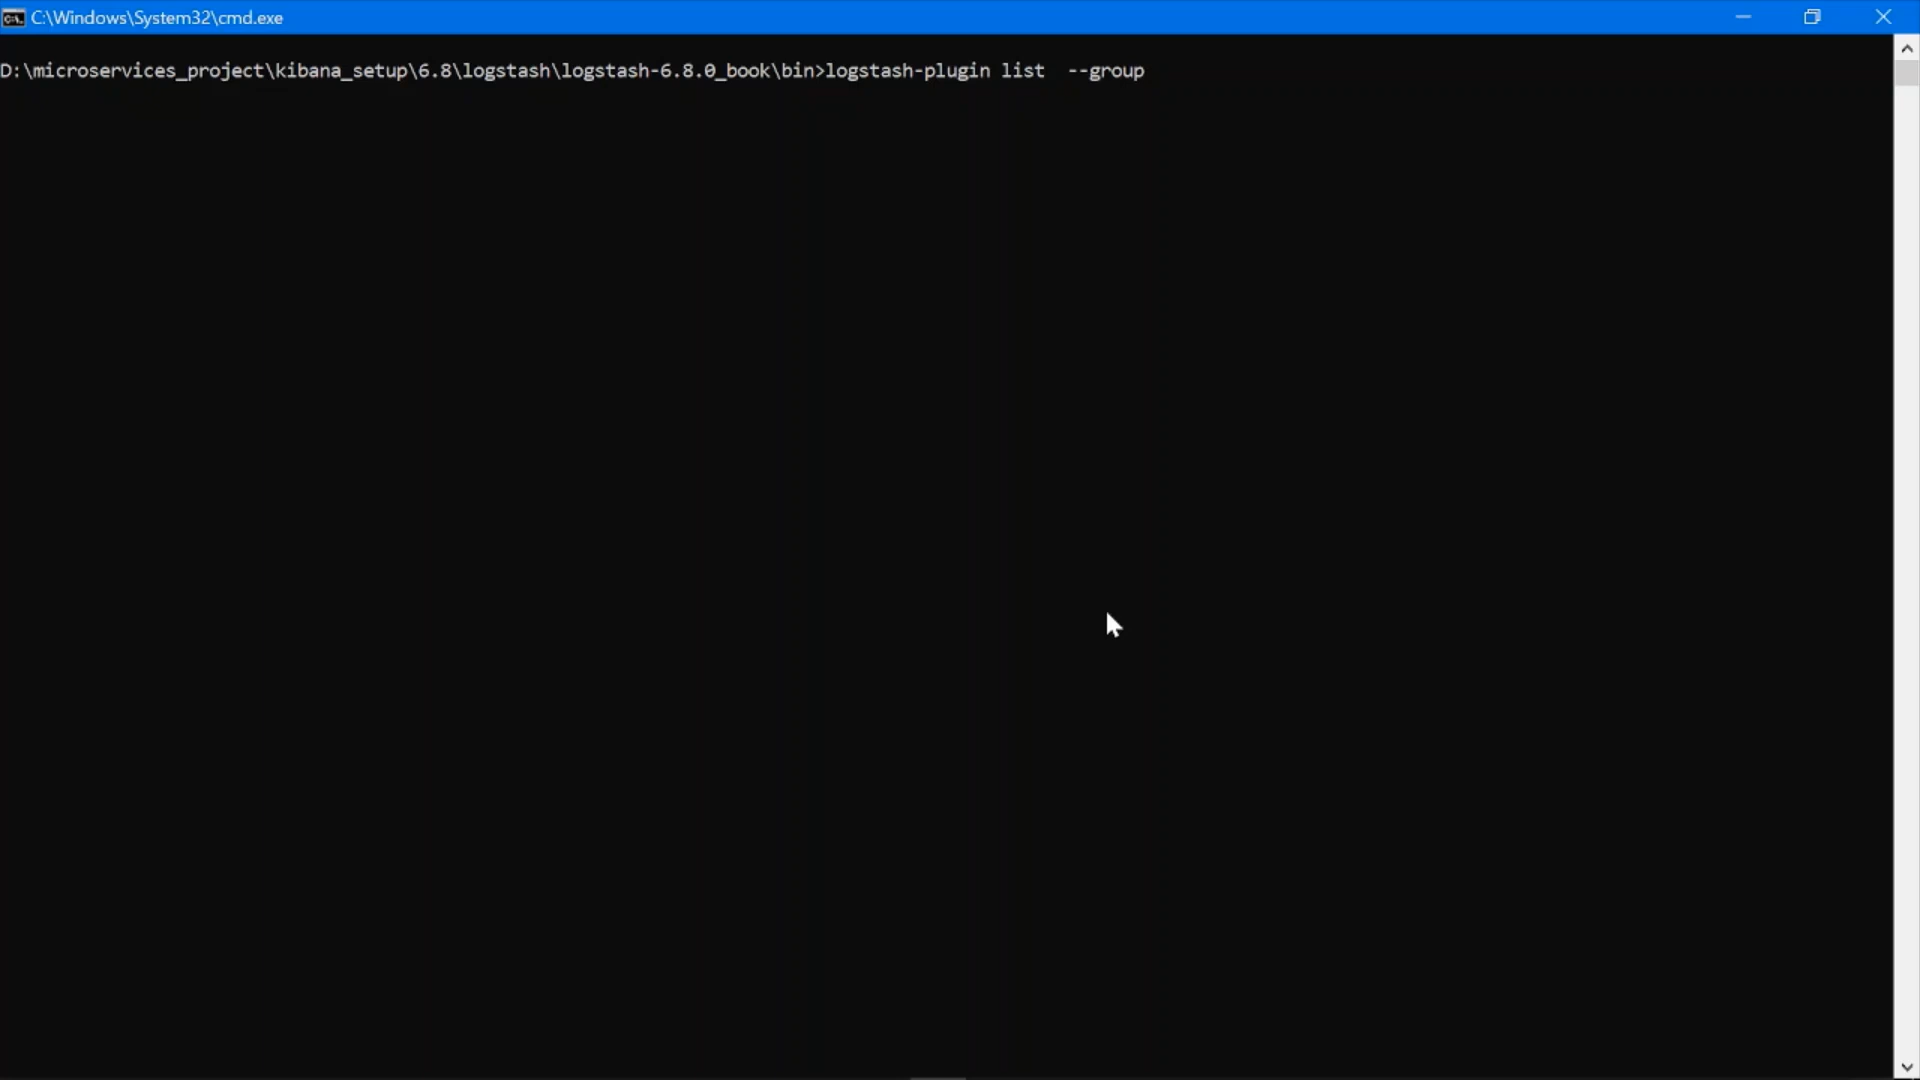 C:\Windows\System32\cmd.exe
D:\microservices_project\kibana_setup\6.8\logstash\logstash-6.8.0_book\bin>logstash-plugin list  --group